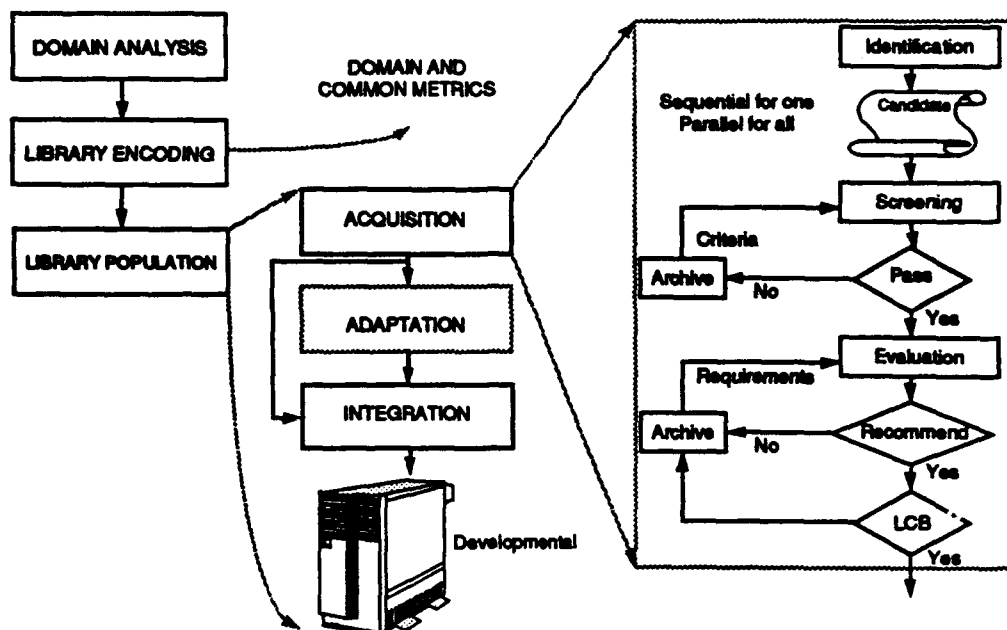 DOMAIN ANALYSIS
LIBRARY ENCODING
LIBRARY POPULATION
DOMAIN AND
COMMON METRICS
ACQUISITION
ADAPTATION
INTEGRATION
Developmental
Sequential for one
Parallel for all
Identification
Candidate
Screening
Criteria
Archive
No
Pass
Yes
Evaluation
Requirements
Archive
No
Recommend
Yes
LCB
Yes